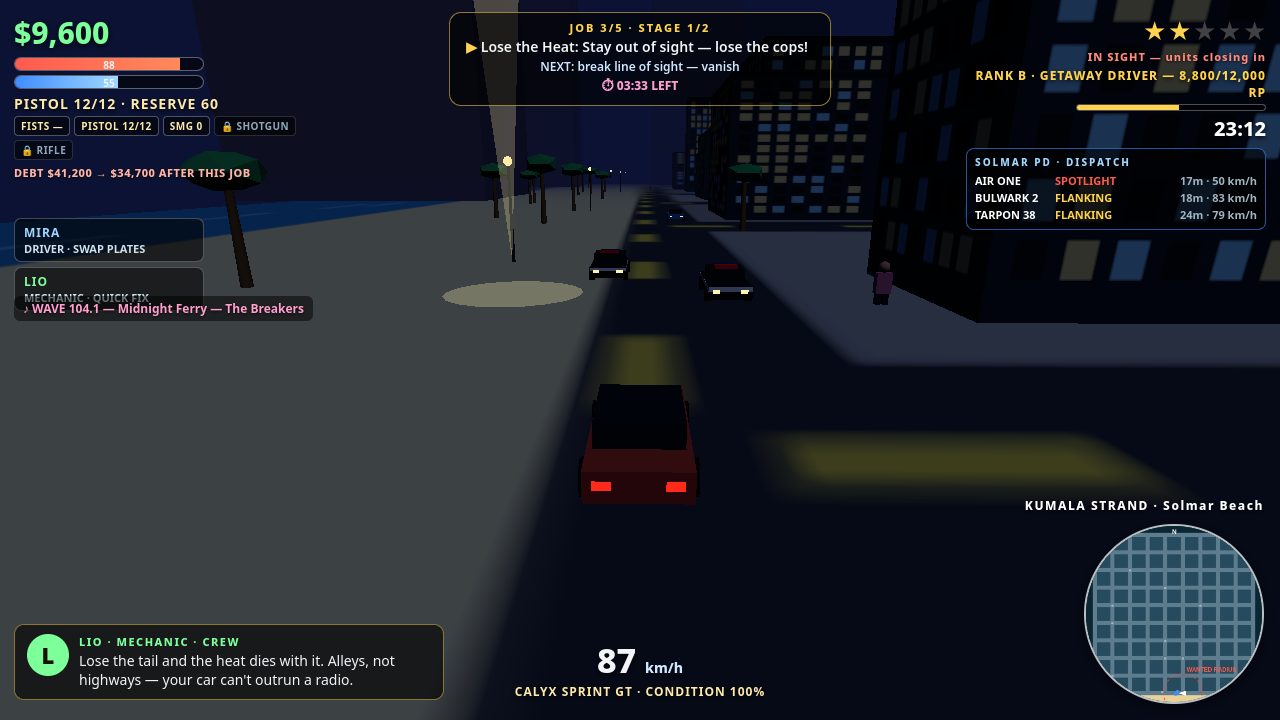 $9,600
88
55
PISTOL 12/12 · RESERVE 60
FISTS —
PISTOL 12/12
SMG 0
🔒 SHOTGUN
🔒 RIFLE
DEBT $41,200 → $34,700 AFTER THIS JOB
MIRA
DRIVER · SWAP PLATES
LIO
MECHANIC · QUICK FIX
♪ WAVE 104.1 — Midnight Ferry — The Breakers
JOB 3/5 · STAGE 1/2
▶ Lose the Heat: Stay out of sight — lose the cops!
NEXT: break line of sight — vanish
⏱ 03:33 LEFT
★★★★★
IN SIGHT — units closing in
RANK B · GETAWAY DRIVER — 8,800/12,000
RP
23:12
SOLMAR PD · DISPATCH
AIR ONE SPOTLIGHT 17m · 50 km/h
BULWARK 2 FLANKING 18m · 83 km/h
TARPON 38 FLANKING 24m · 79 km/h
KUMALA STRAND · Solmar Beach
N
WANTED RADIUS
L
LIO · MECHANIC · CREW
Lose the tail and the heat dies with it. Alleys, not
highways — your car can't outrun a radio.
87 km/h
CALYX SPRINT GT · CONDITION 100%